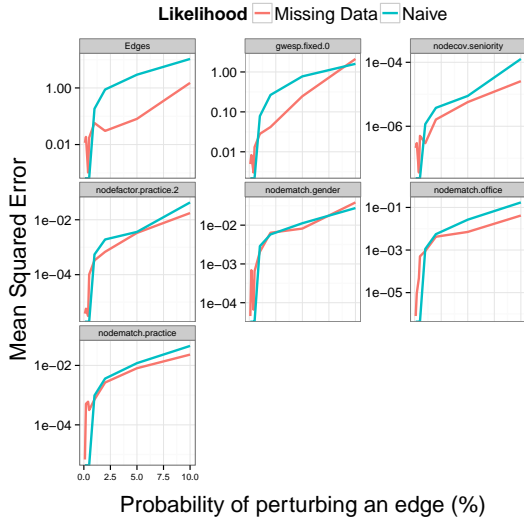 Likelihood Missing Data Naive
Edges gwesp.fixed.0 nodecov.seniority
1.00 1.00 1e-04
0.10
0.01 0.01 1e-06
nodefactor.practice.2 nodematch.gender nodematch.office
1e-02 1e-02 1e-01
1e-03
1e-04 1e-04 1e-05
nodematch.practice
1e-02
1e-04
0.0 2.5 5.0 7.5 10.0
Mean Squared Error
Probability of perturbing an edge (%)